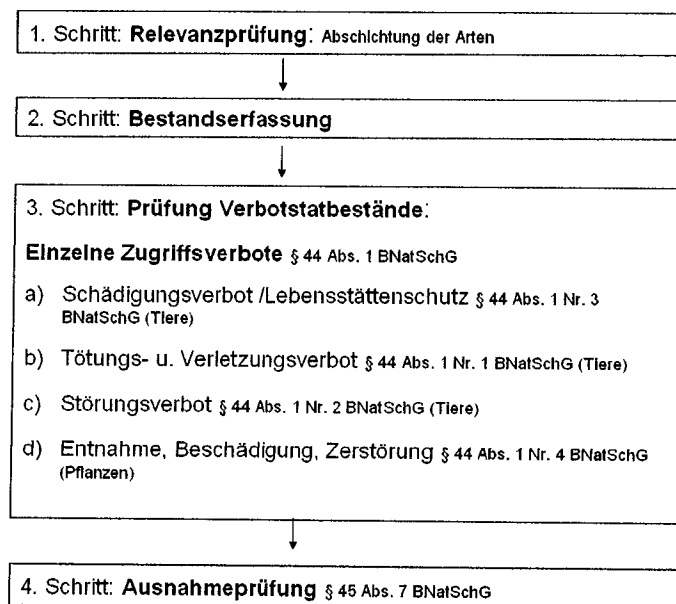 1. Schritt: Relevanzprüfung: Abschichtung der Arten
2. Schritt: Bestandserfassung
3. Schritt: Prüfung Verbotstatbestände:
Einzelne Zugriffsverbote § 44 Abs. 1 BNatSchG
a) Schädigungsverbot /Lebensstättenschutz § 44 Abs. 1 Nr. 3
BNatSchG (Tiere)
b) Tötungs- u. Verletzungsverbot § 44 Abs. 1 Nr. 1 BNatSchG (Tiere)
c) Störungsverbot § 44 Abs. 1 Nr. 2 BNatSchG (Tiere)
d) Entnahme, Beschädigung, Zerstörung § 44 Abs. 1 Nr. 4 BNatSchG
(Pflanzen)
4. Schritt: Ausnahmeprüfung § 45 Abs. 7 BNatSchG